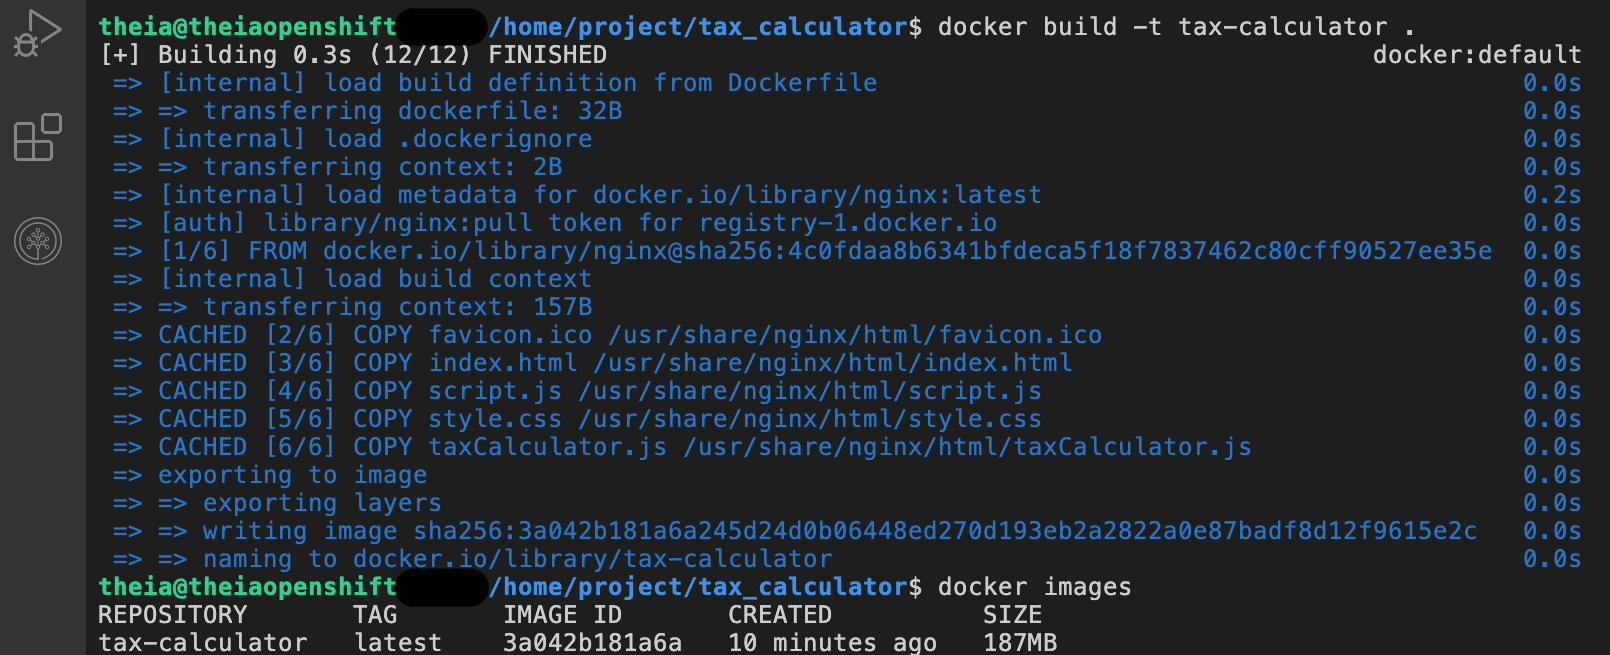 theia@theiaopenshift /home/project/tax_calculator$ docker build -t tax-calculator .
[+] Building 0.3s (12/12) FINISHED docker:default
=> [internal] load build definition from Dockerfile 0.0s
=> => transferring dockerfile: 32B 0.0s
=> [internal] load .dockerignore 0.0s
=> => transferring context: 2B 0.0s
=> [internal] load metadata for docker.io/library/nginx:latest 0.2s
=> [auth] library/nginx:pull token for registry-1.docker.io 0.0s
=> [1/6] FROM docker.io/library/nginx@sha256:4c0fdaa8b6341bfdeca5f18f7837462c80cff90527ee35e 0.0s
=> [internal] load build context 0.0s
=> => transferring context: 157B 0.0s
=> CACHED [2/6] COPY favicon.ico /usr/share/nginx/html/favicon.ico 0.0s
=> CACHED [3/6] COPY index.html /usr/share/nginx/html/index.html 0.0s
=> CACHED [4/6] COPY script.js /usr/share/nginx/html/script.js 0.0s
=> CACHED [5/6] COPY style.css /usr/share/nginx/html/style.css 0.0s
=> CACHED [6/6] COPY taxCalculator.js /usr/share/nginx/html/taxCalculator.js 0.0s
=> exporting to image 0.0s
=> => exporting layers 0.0s
=> => writing image sha256:3a042b181a6a245d24d0b06448ed270d193eb2a2822a0e87badf8d12f9615e2c 0.0s
=> => naming to docker.io/library/tax-calculator 0.0s
theia@theiaopenshift /home/project/tax_calculator$ docker images
REPOSITORY TAG IMAGE ID CREATED SIZE
tax-calculator latest 3a042b181a6a 10 minutes ago 187MB